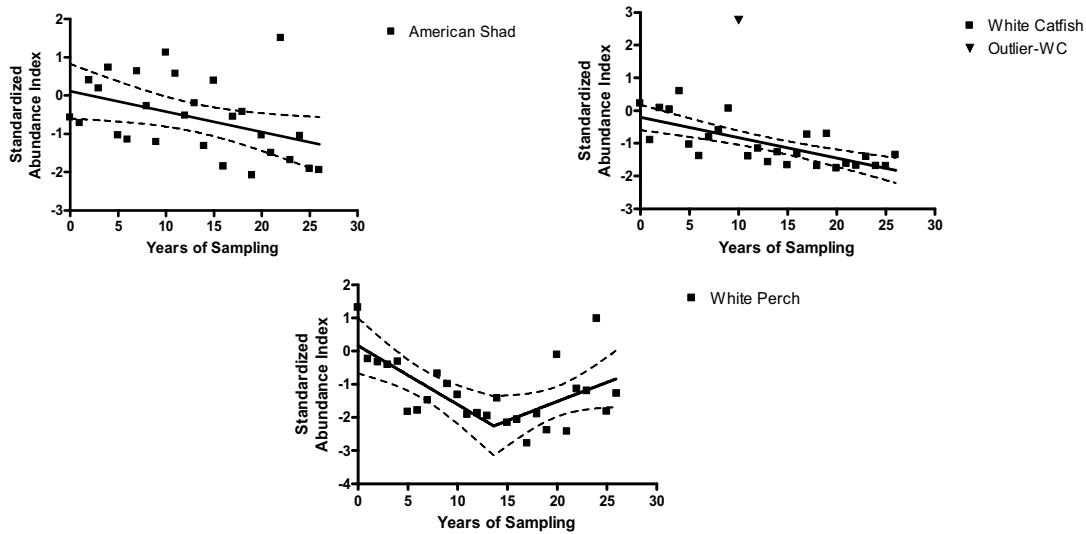 American Shad
Standardized
Abundance Index
2
1
0
-1
-2
-3
0 5 10 15 20 25 30
Years of Sampling
White Catfish
Outlier-WC
Standardized
Abundance Index
3
2
1
0
-1
-2
-3
0 5 10 15 20 25 30
Years of Sampling
White Perch
Standardized
Abundance Index
2
1
0
-1
-2
-3
-4
0 5 10 15 20 25 30
Years of Sampling